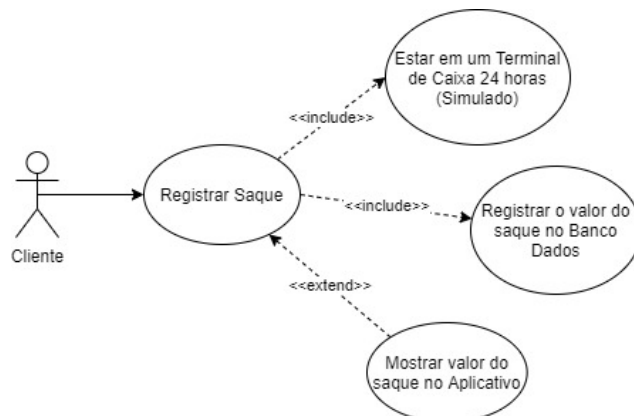 Estar em um Terminal
de Caixa 24 horas
(Simulado)
<<include>>
Registrar Saque
<<include>>
Registrar o valor do
saque no Banco
Dados
Cliente
<<extend>>
Mostrar valor do
saque no Aplicativo